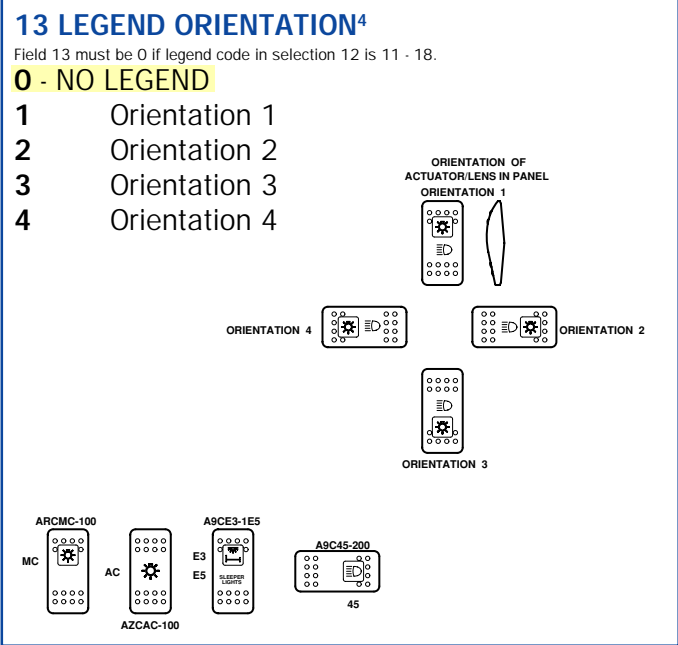 13 LEGEND ORIENTATION4
Field 13 must be 0 if legend code in selection 12 is 11 - 18.
0 - NO LEGEND
1 Orientation 1
2 Orientation 2
3 Orientation 3
4 Orientation 4
ORIENTATION OF
ACTUATOR/LENS IN PANEL
ORIENTATION 1
ORIENTATION 4
ORIENTATION 2
ORIENTATION 3
ARCMC-100
MC
AC
AZCAC-100
A9CE3-1E5
E3
E5
SLEEPER
LIGHTS
A9C45-200
45